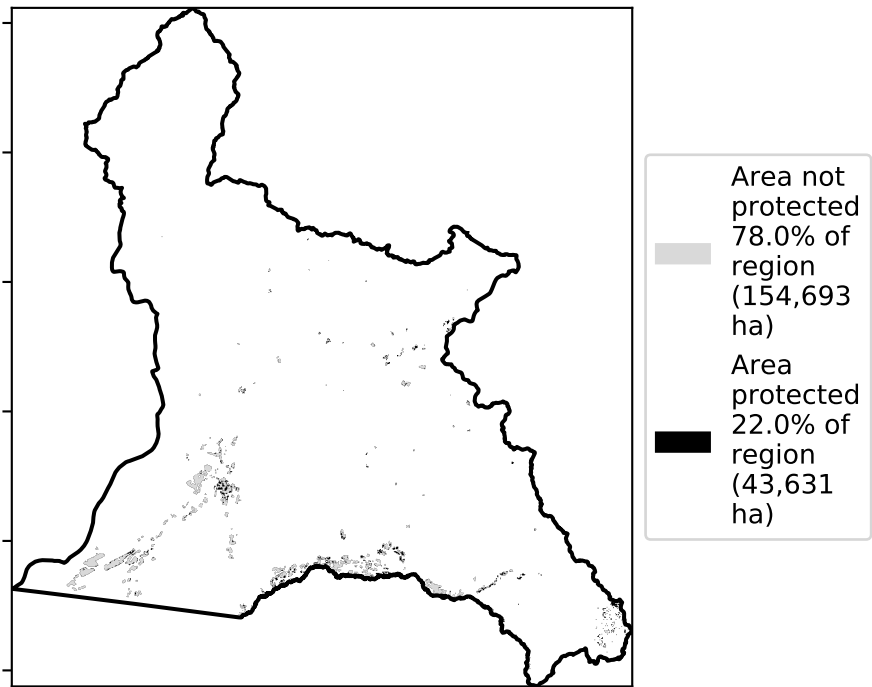 Area not
protected
78.0% of
region
(154,693
ha)
Area
protected
22.0% of
region
(43,631
ha)